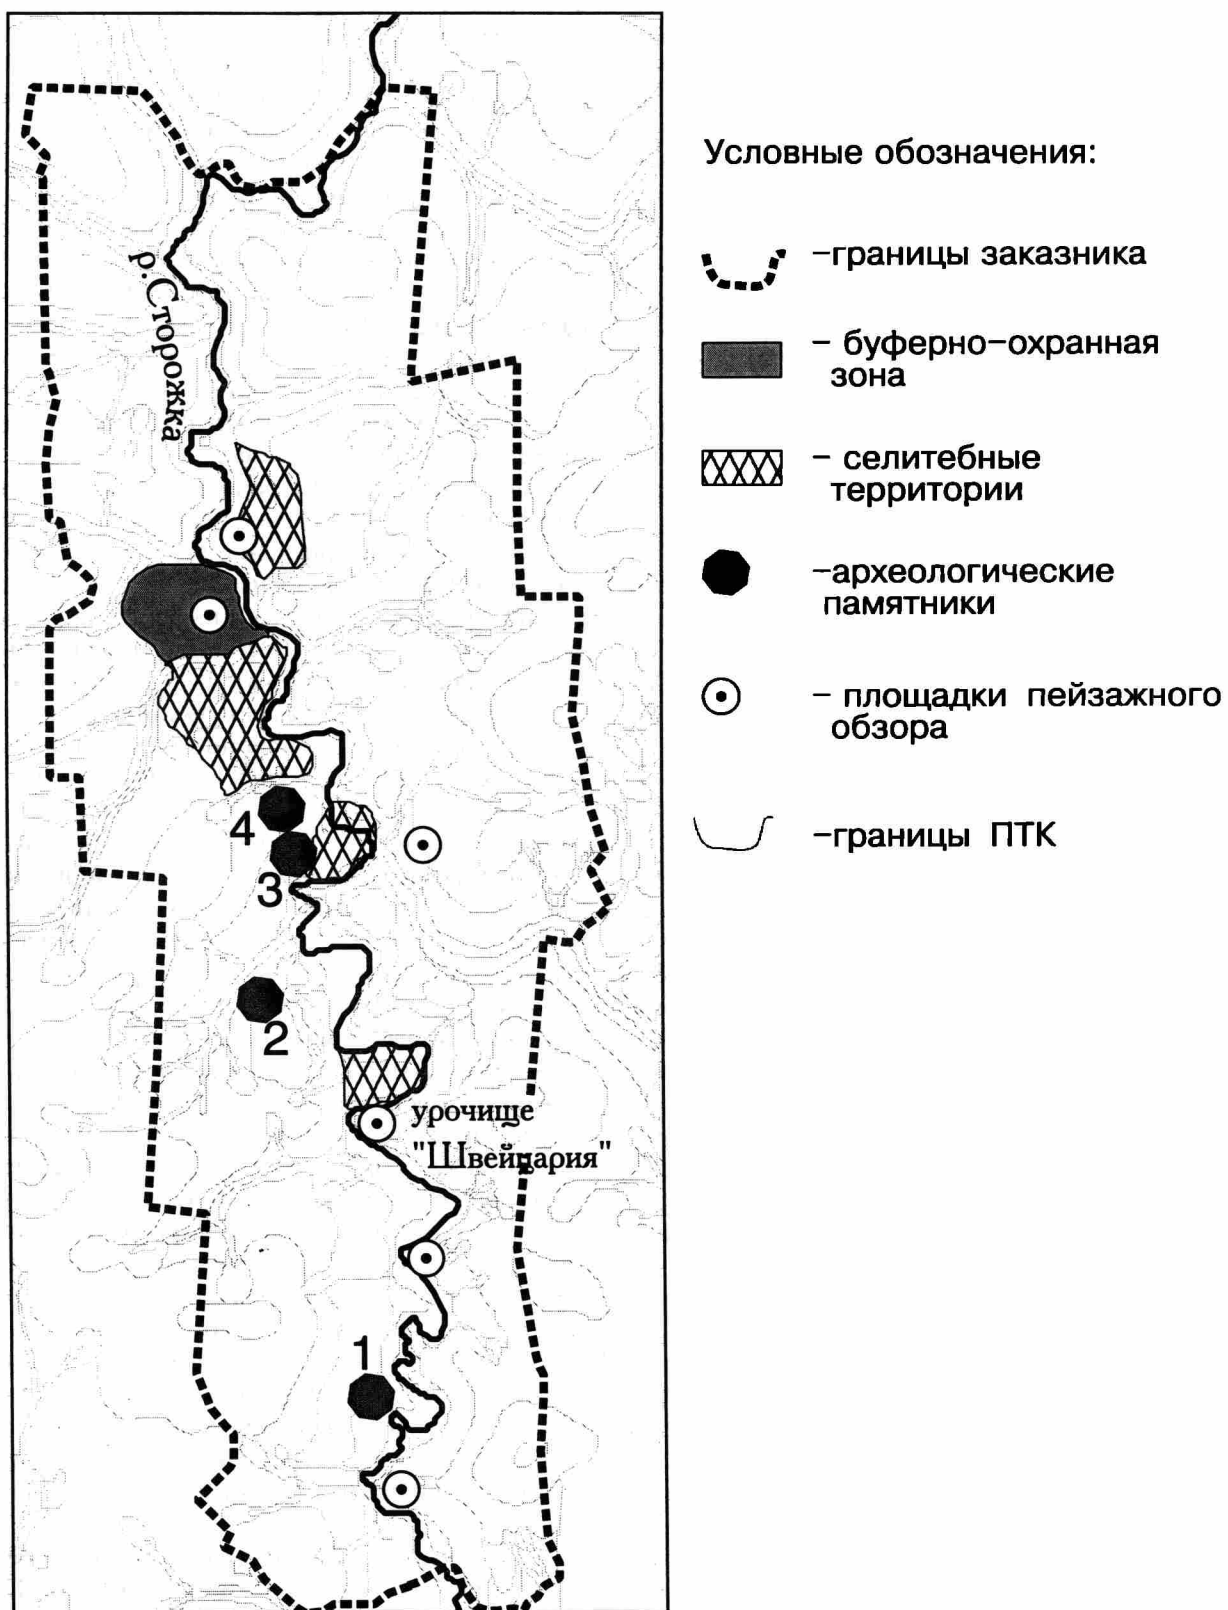 Условные обозначения:
–границы заказника
– буферно–охранная
зона
– селитебные
территории
–археологические
памятники
– площадки пейзажного
обзора
–границы ПТК
р.Сторожка
4
3
2
урочище
"Швейцария"
1